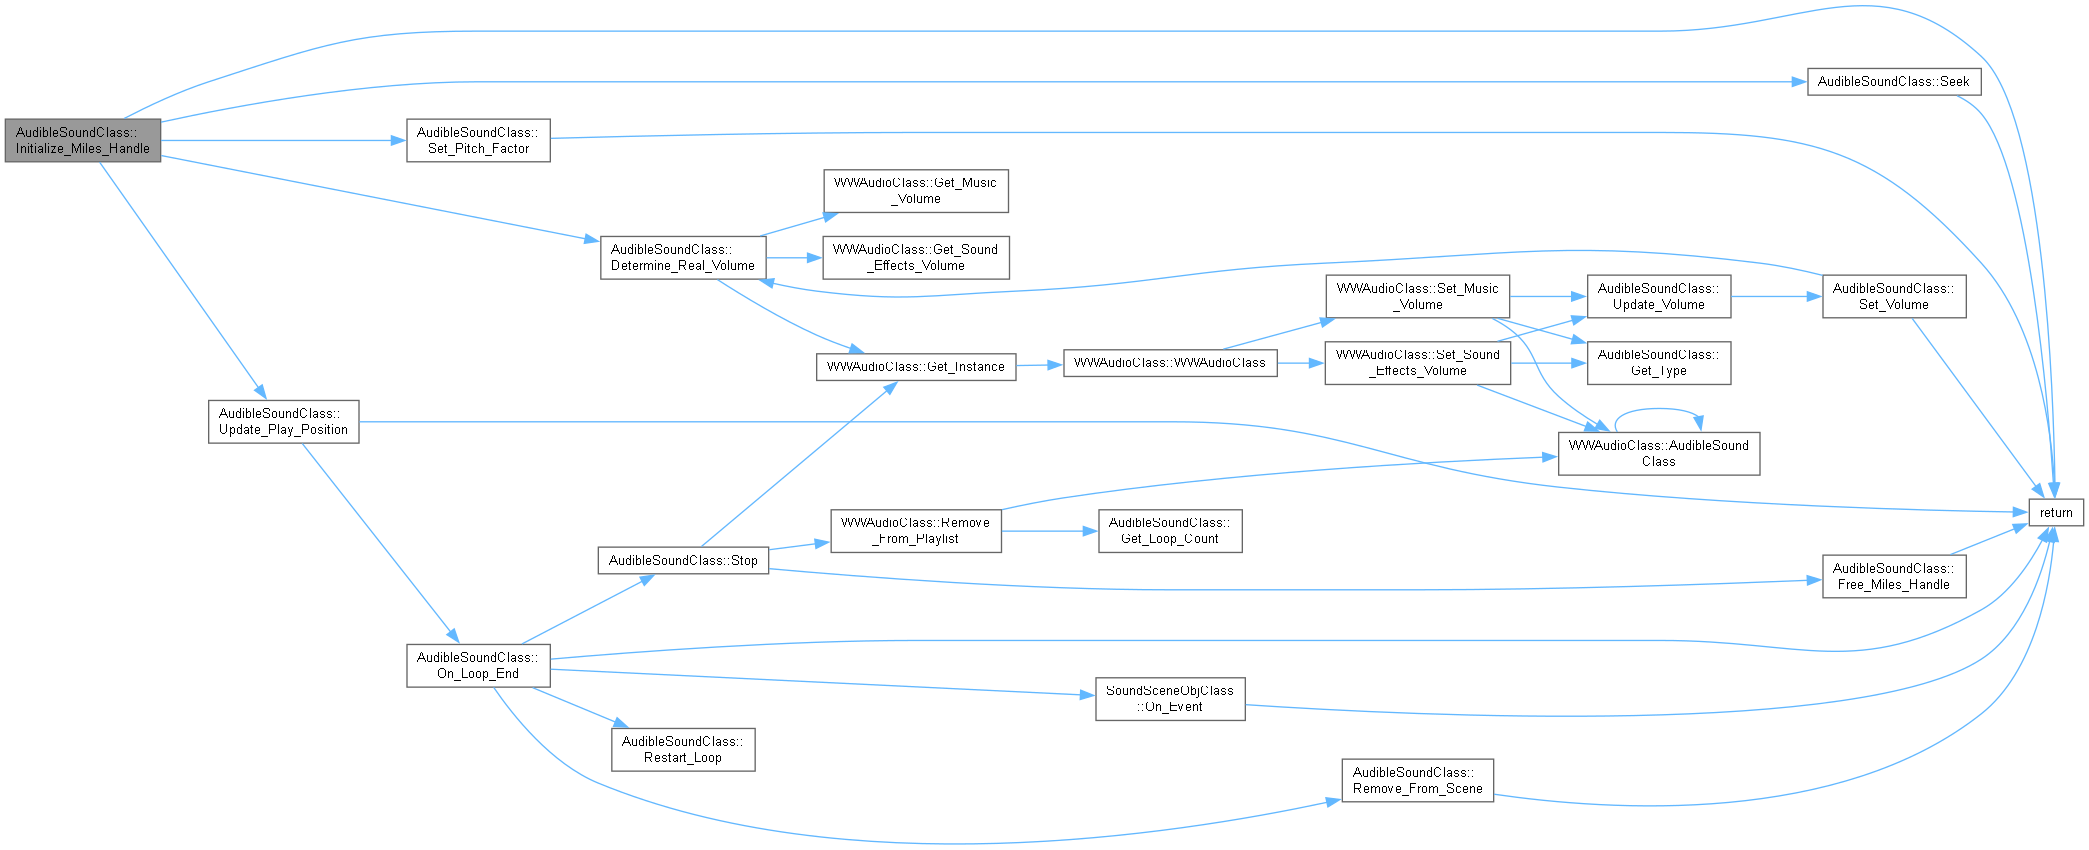 AudibleSoundClass::
Initialize_Miles_Handle
AudibleSoundClass::Seek
AudibleSoundClass::
Set_Pitch_Factor
WWAudioClass::Get_Music
_Volume
AudibleSoundClass::
Determine_Real_Volume
WWAudioClass::Get_Sound
_Effects_Volume
WWAudioClass::Set_Music
_Volume
AudibleSoundClass::
Update_Volume
AudibleSoundClass::
Set_Volume
WWAudioClass::Get_Instance
WWAudioClass::WWAudioClass
WWAudioClass::Set_Sound
_Effects_Volume
AudibleSoundClass::
Get_Type
AudibleSoundClass::
Update_Play_Position
WWAudioClass::AudibleSound
Class
return
WWAudioClass::Remove
_From_Playlist
AudibleSoundClass::
Get_Loop_Count
AudibleSoundClass::Stop
AudibleSoundClass::
Free_Miles_Handle
AudibleSoundClass::
On_Loop_End
SoundSceneObjClass
::On_Event
AudibleSoundClass::
Restart_Loop
AudibleSoundClass::
Remove_From_Scene